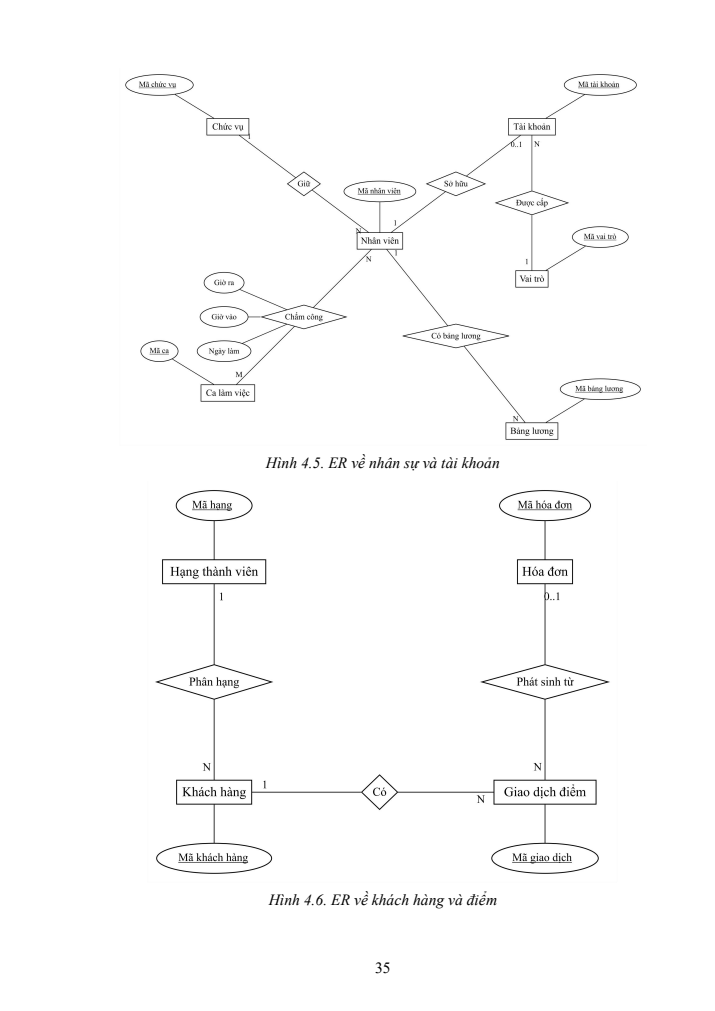 Mã chức vụ
Mã tài khoản
Chức vụ
Tài khoản
1
0..1
N
Giữ
Mã nhân viên
Sở hữu
Được cấp
1
N
Nhân viên
Mã vai trò
N
1
1
Vai trò
Giờ ra
Giờ vào
Chấm công
Có bảng lương
Mã ca
Ngày làm
M
Ca làm việc
Mã bảng lương
N
Bảng lương
Hình 4.5. ER về nhân sự và tài khoản
Mã hạng
Mã hóa đơn
Hạng thành viên
Hóa đơn
1
0..1
Phân hạng
Phát sinh từ
N
N
Khách hàng
1
Có
N
Giao dịch điểm
Mã khách hàng
Mã giao dịch
Hình 4.6. ER về khách hàng và điểm
35